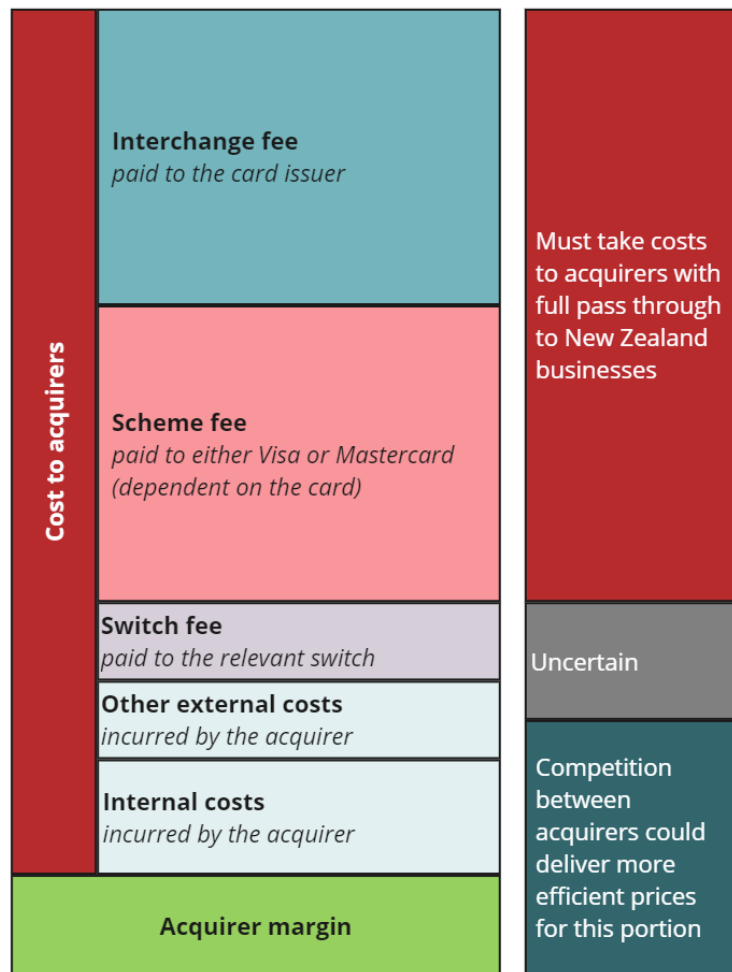 Interchange fee
paid to the card issuer
Scheme fee
paid to either Visa or Mastercard
(dependent on the card)
Switch fee
paid to the relevant switch
Other external costs
incurred by the acquirer
Internal costs
incurred by the acquirer
Cost to acquirers
Acquirer margin
Must take costs
to acquirers with
full pass through
to New Zealand
businesses
Uncertain
Competition
between
acquirers could
deliver more
efficient prices
for this portion